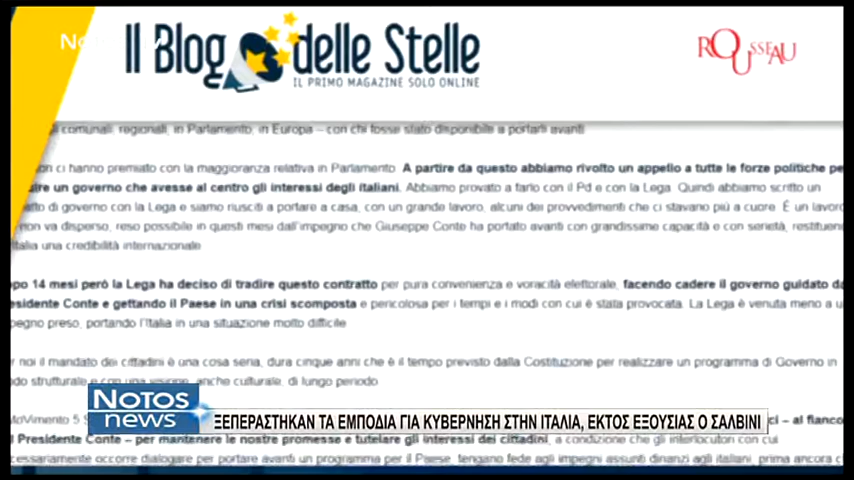 Il Blog delle Stelle
IL PRIMO MAGAZINE SOLO ONLINE
ROUSSEAU
comunali, regionali, in Parlamento, in Europa – con chi fosse stato disponibile a portarli avanti
ci hanno premiato con la maggioranza relativa in Parlamento. A partire da questo abbiamo rivolto un appello a tutte le forze politiche
un governo che avesse al centro gli interessi degli italiani. Abbiamo provato a farlo con il Pd e con la Lega. Quindi abbiamo scritto un
di governo con la Lega e siamo riusciti a portare a casa, con un grande lavoro, alcuni dei provvedimenti che ci stavano più a cuore. È un lavoro
non va disperso, reso possibile in questi mesi dall'impegno che Giuseppe Conte ha portato avanti con grandissime capacità e con serietà,
una credibilità internazionale
14 mesi però la Lega ha deciso di tradire questo contratto per pura convenienza e voracità elettorale, facendo cadere il governo guidato
Conte e gettando il Paese in una crisi scomposta e pericolosa per i tempi e i modi con cui è stata provocata. La Lega è venuta meno a
preso, portando l'Italia in una situazione molto difficile
noi il mandato dei cittadini è una cosa seria, dura cinque anni che è il tempo previsto dalla Costituzione per realizzare un programma di Governo in
strutturale e con una visione, anche culturale, di lungo periodo
NOTOS news
ΞΕΠΕΡΑΣΤΗΚΑΝ ΤΑ ΕΜΠΟΔΙΑ ΓΙΑ ΚΥΒΕΡΝΗΣΗ ΣΤΗΝ ΙΤΑΛΙΑ, ΕΚΤΟΣ ΕΞΟΥΣΙΑΣ Ο ΣΑΛΒΙΝΙ
– al fianco
Presidente Conte – per mantenere le nostre promesse e tutelare gli interessi dei cittadini, a condizione che gli interlocutori con cui
occorre dialogare per portare avanti un programma per il Paese, tengano fede agli impegni assunti dinanzi agli italiani, prima ancora